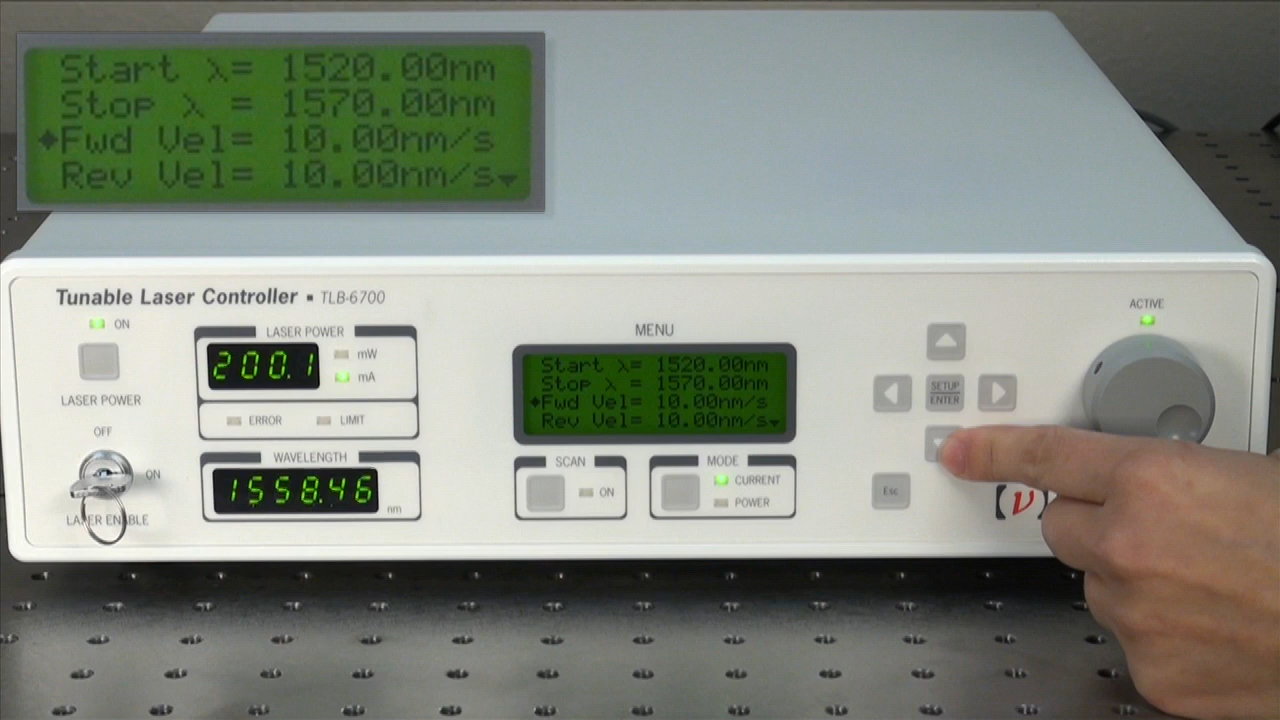 Start λ= 1520.00nm
Stop λ = 1570.00nm
◆Fwd Vel= 10.00nm/s
Rev Vel= 10.00nm/s▾
Tunable Laser Controller ▪ TLB-6700
ON
LASER POWER
OFF
ON
LASER ENABLE
LASER POWER
200.1
mW
mA
ERROR
LIMIT
WAVELENGTH
1558.46
nm
MENU
Start λ= 1520.00nm
Stop λ = 1570.00nm
◆Fwd Vel= 10.00nm/s
Rev Vel= 10.00nm/s▾
SCAN
ON
MODE
CURRENT
POWER
SETUP
ENTER
Esc
ACTIVE
[ν]